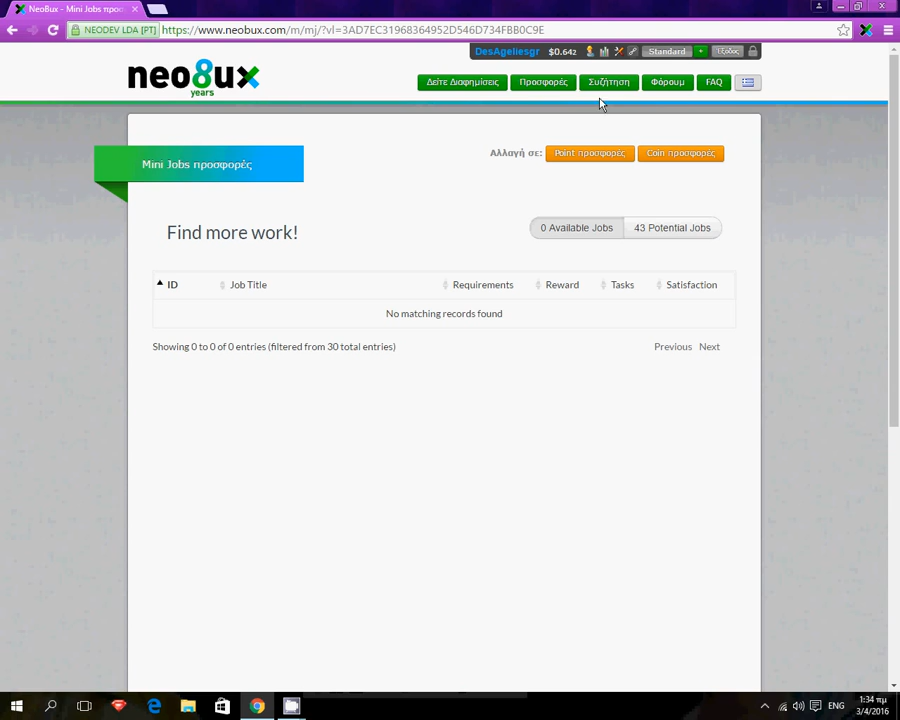 NeoBux - Mini Jobs προσ
NEODEV LDA [PT]
https://www.neobux.com/m/mj/?vl=3AD7EC31968364952D546D734FBB0C9E
DesAgeliesgr $0.642 Standard + Έξοδος
neobux
years
Δείτε Διαφημίσεις Προσφορές Συζήτηση Φόρουμ FAQ
Mini Jobs προσφορές
Αλλαγή σε: Point προσφορές Coin προσφορές
Find more work!
0 Available Jobs 43 Potential Jobs
ID Job Title Requirements Reward Tasks Satisfaction
No matching records found
Showing 0 to 0 of 0 entries (filtered from 30 total entries)
Previous Next
ENG
1:34 πμ
3/4/2016